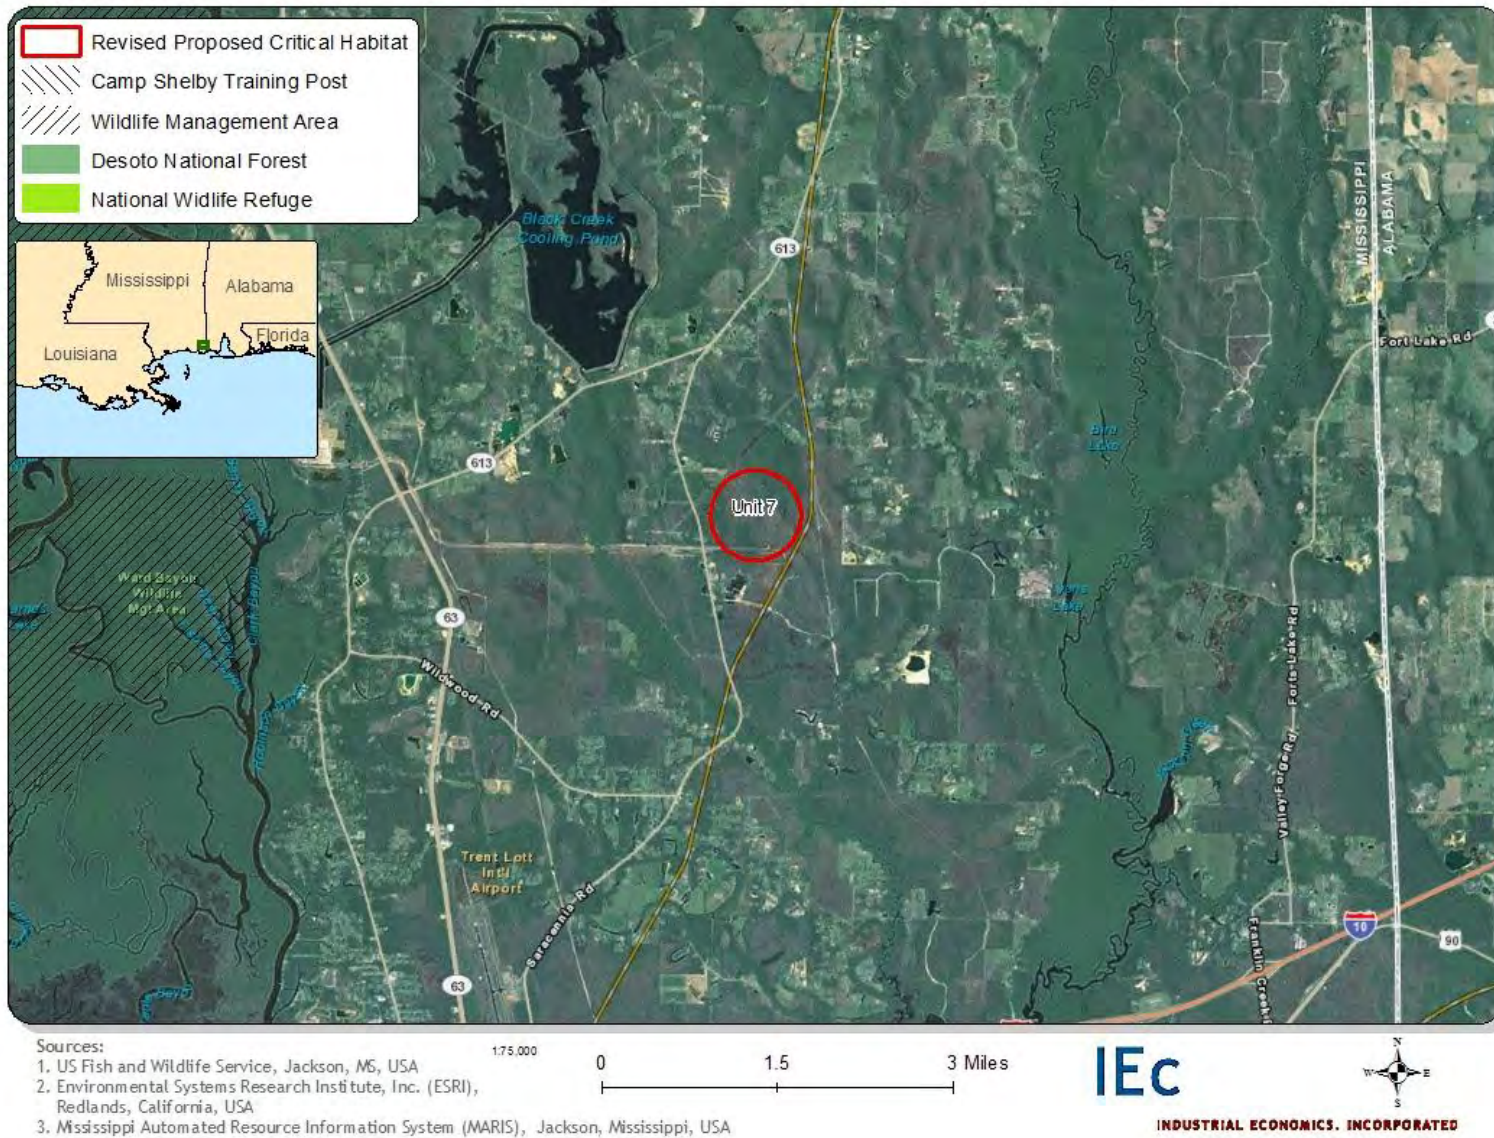 Revised Proposed Critical Habitat
Camp Shelby Training Post
Wildlife Management Area
Desoto National Forest
National Widlife Refuge
Mississippi
Alabama
Florida
Louisiana
Black Creek
Cooling Pond
613
MISSISSIPPI
ALABAMA
Fort Lake Rd
613
Unit 7
Ward Bayou
Wildlife
Mgt Area
63
Wildwood Rd
Forts Lake Rd
Valley Forge Rd
Trent Lott
Int'l
Airport
Saracennia Rd
Franklin Creek
10
90
63
Sources:
1. US Fish and Wildlife Service, Jackson, MS, USA
2. Environmental Systems Research Institute, Inc. (ESRI),
Redlands, California, USA
3. Mississippi Automated Resource Information System (MARIS), Jackson, Mississippi, USA
1:75,000
0 1.5 3 Miles
IEc
N
W E
S
INDUSTRIAL ECONOMICS, INCORPORATED